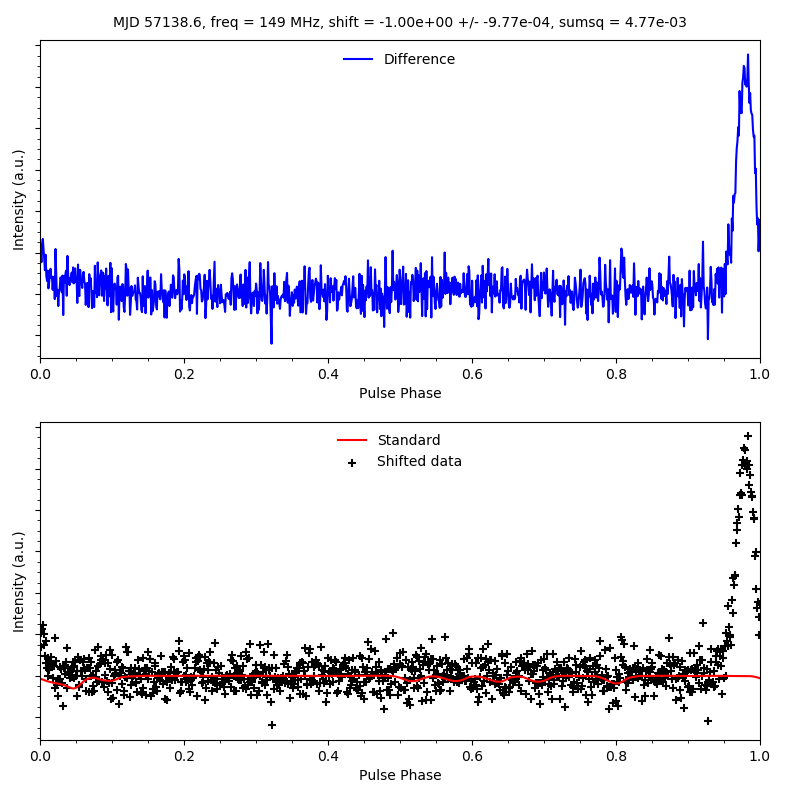 MJD 57138.6, freq = 149 MHz, shift = -1.00e+00 +/- -9.77e-04, sumsq = 4.77e-03
Difference
Intensity (a.u.)
0.0 0.2 0.4 0.6 0.8 1.0
Pulse Phase
Standard
Shifted data
Intensity (a.u.)
0.0 0.2 0.4 0.6 0.8 1.0
Pulse Phase